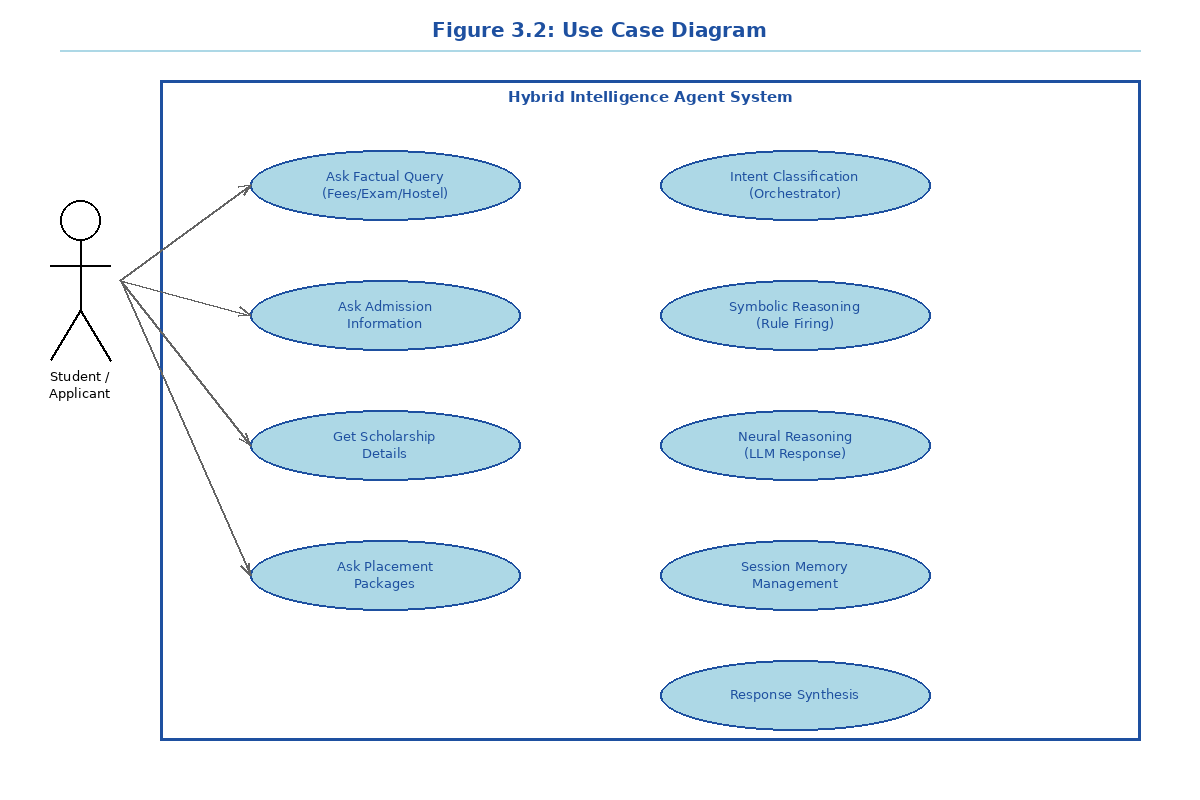 Figure 3.2: Use Case Diagram
Hybrid Intelligence Agent System
Ask Factual Query
(Fees/Exam/Hostel)
Intent Classification
(Orchestrator)
Ask Admission
Information
Symbolic Reasoning
(Rule Firing)
Student /
Applicant
Get Scholarship
Details
Neural Reasoning
(LLM Response)
Ask Placement
Packages
Session Memory
Management
Response Synthesis